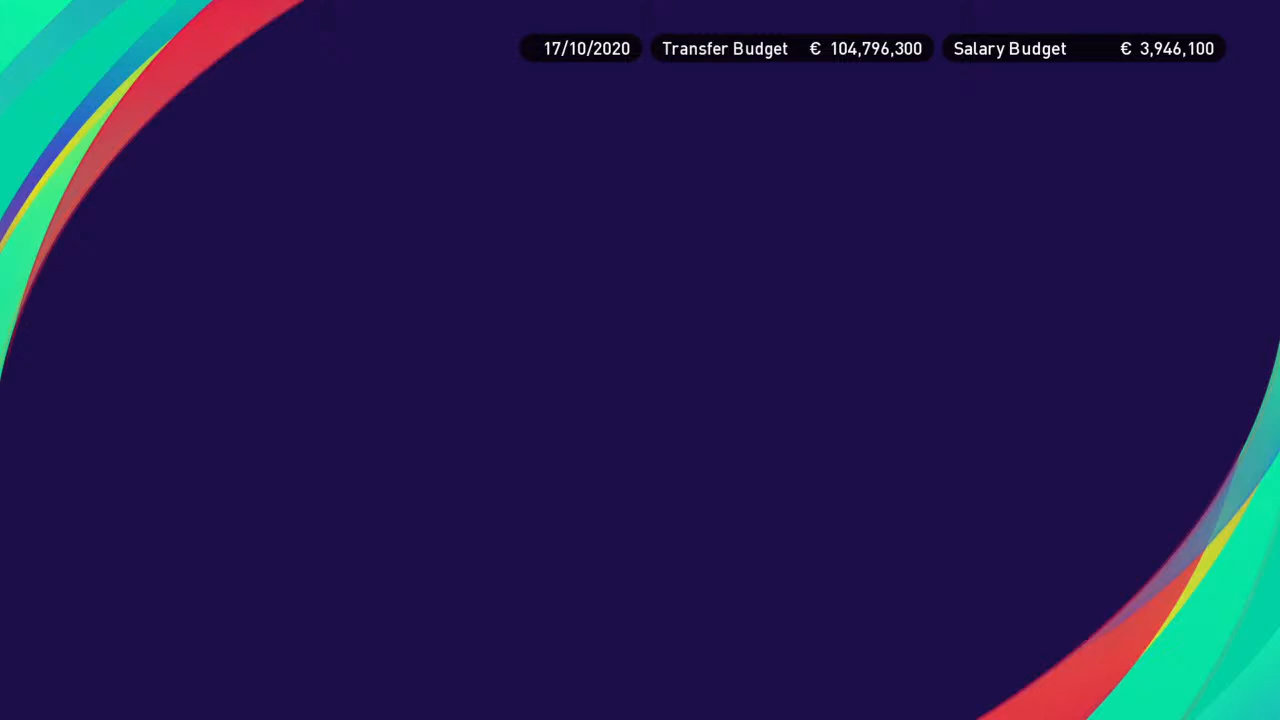 17/10/2020 Transfer Budget € 104,796,300 Salary Budget € 3,946,100